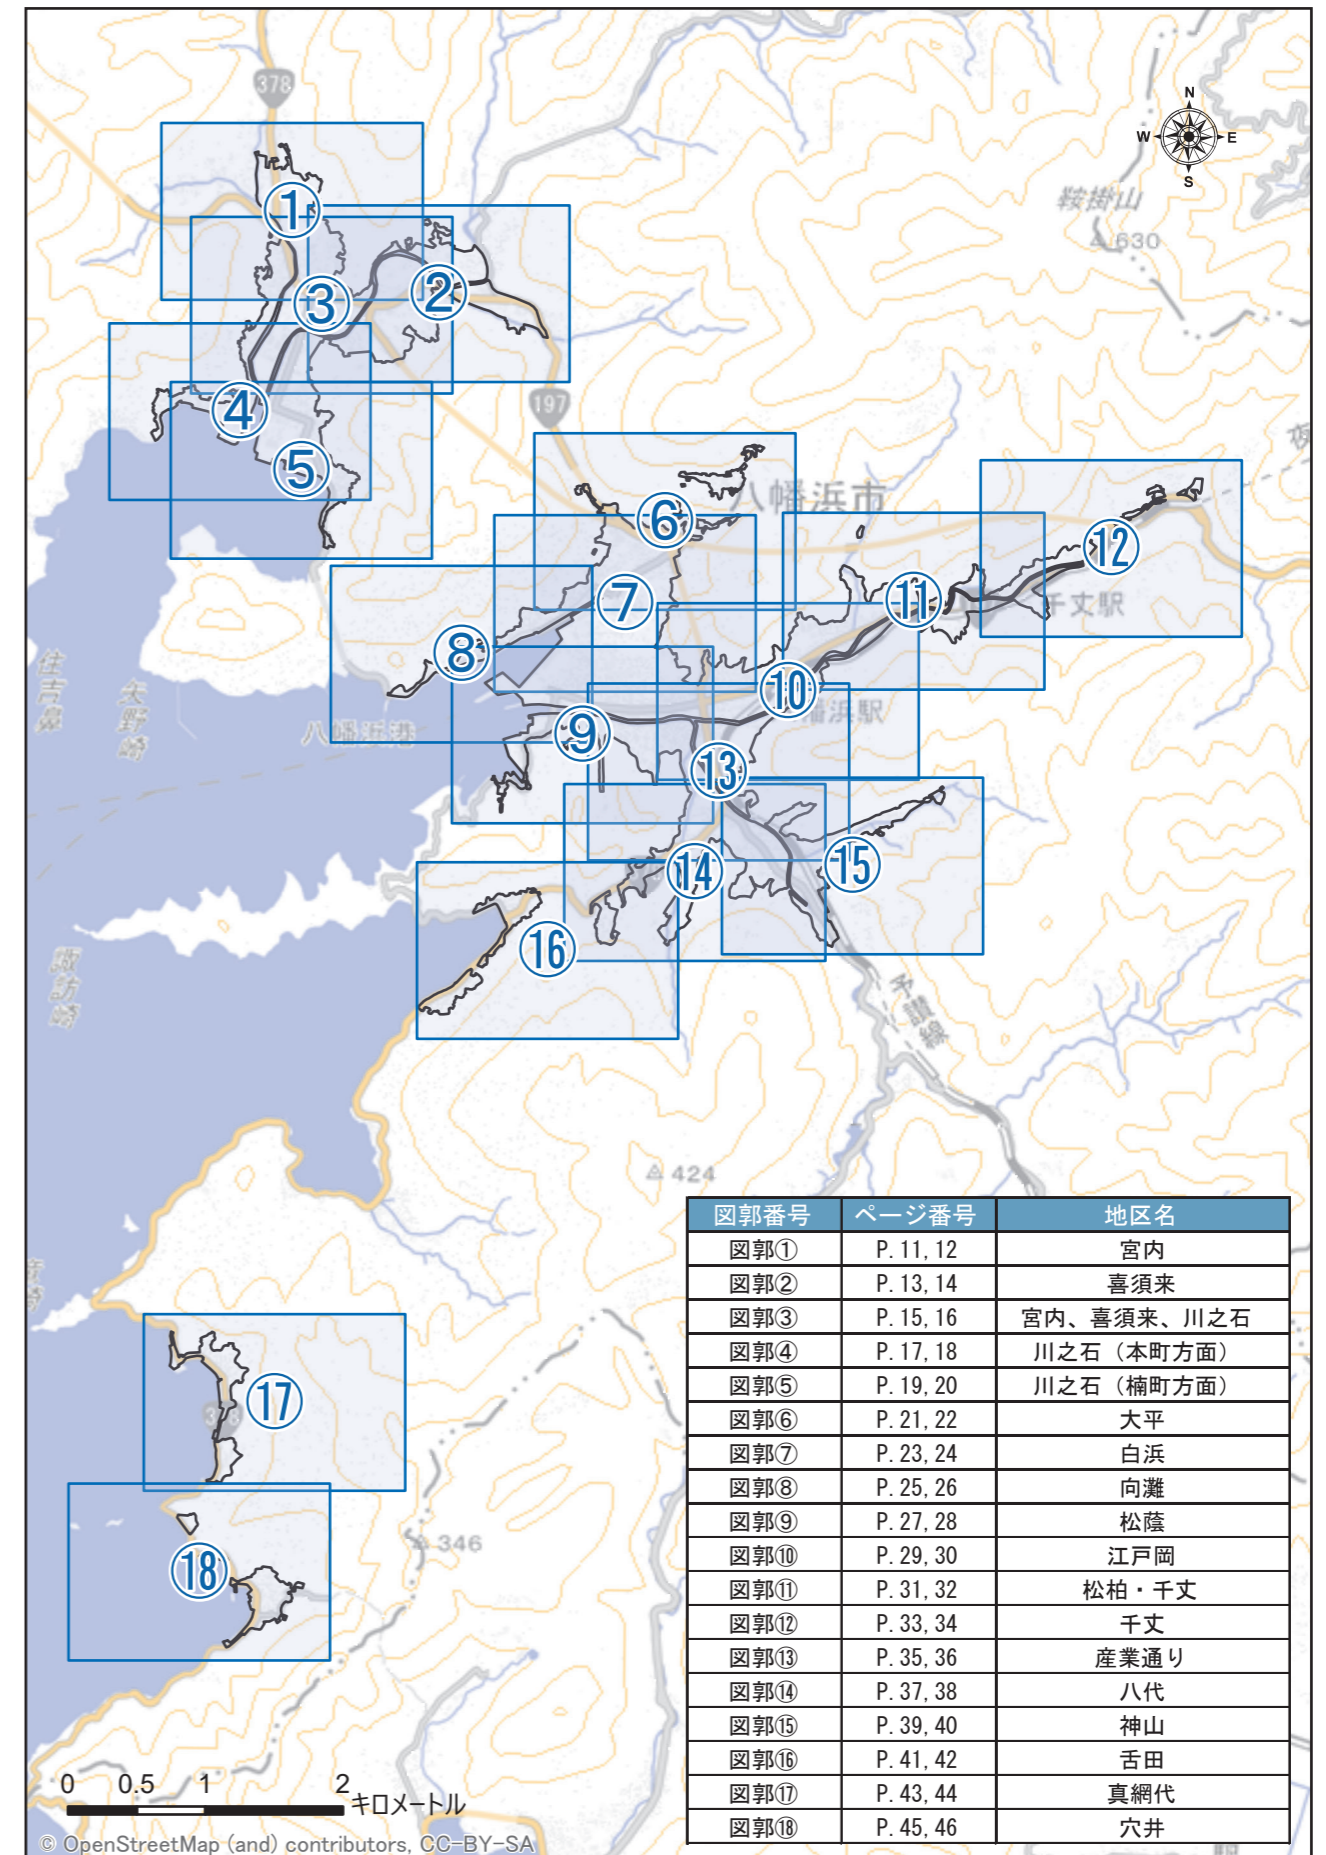 378
N
W E
S
鞍掛山
630
①
②
③
197
④
⑤
八幡浜市
⑥
⑫
⑦
⑪
千丈駅
⑧
住吉鼻
矢野崎
八幡浜港
⑩
幡浜駅
⑨
⑬
⑭
⑮
⑯
諏訪崎
予讃線
424
図郭番号 ページ番号 地区名
図郭① P.11,12 宮内
図郭② P.13,14 喜須来
図郭③ P.15,16 宮内、喜須来、川之石
図郭④ P.17,18 川之石（本町方面）
図郭⑤ P.19,20 川之石（楠町方面）
図郭⑥ P.21,22 大平
図郭⑦ P.23,24 白浜
図郭⑧ P.25,26 向灘
図郭⑨ P.27,28 松蔭
図郭⑩ P.29,30 江戸岡
図郭⑪ P.31,32 松柏・千丈
図郭⑫ P.33,34 千丈
図郭⑬ P.35,36 産業通り
図郭⑭ P.37,38 八代
図郭⑮ P.39,40 神山
図郭⑯ P.41,42 舌田
図郭⑰ P.43,44 真網代
図郭⑱ P.45,46 穴井
⑰
378
346
⑱
0 0.5 1 2 キロメートル
© OpenStreetMap (and) contributors, CC-BY-SA